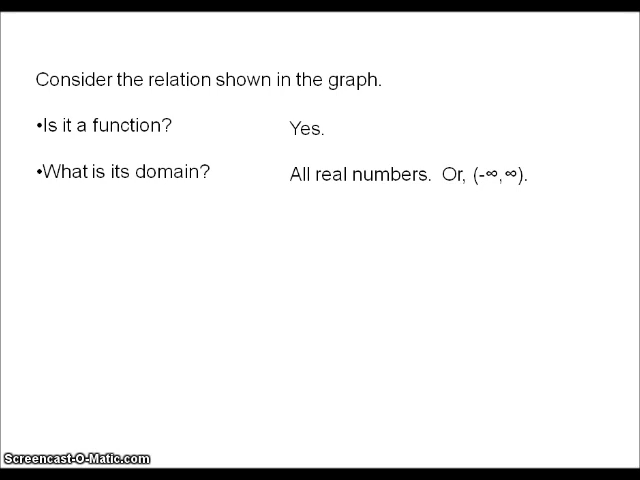 Consider the relation shown in the graph.
•Is it a function? Yes.
•What is its domain? All real numbers. Or, (-∞,∞).
Screencast-O-Matic.com